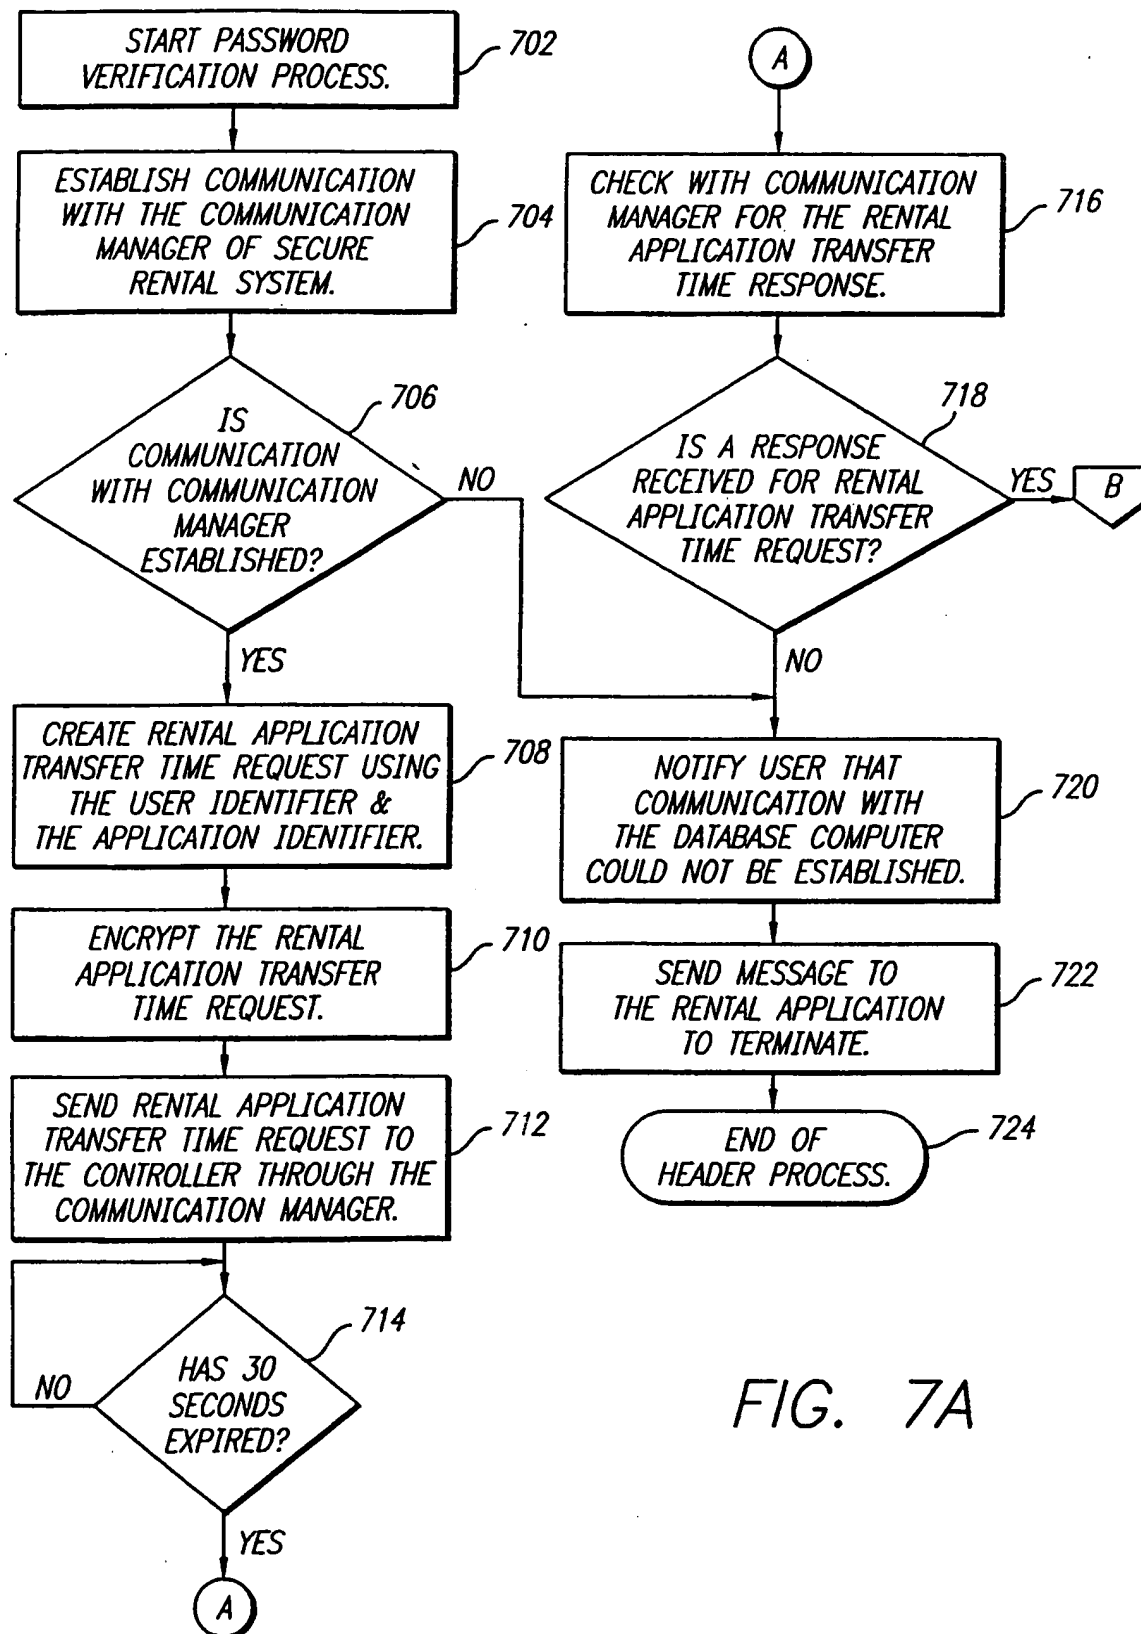 START PASSWORD
VERIFICATION PROCESS.
702
ESTABLISH COMMUNICATION
WITH THE COMMUNICATION
MANAGER OF SECURE
RENTAL SYSTEM.
704
IS
COMMUNICATION
WITH COMMUNICATION
MANAGER
ESTABLISHED?
706
NO
YES
CREATE RENTAL APPLICATION
TRANSFER TIME REQUEST USING
THE USER IDENTIFIER &
THE APPLICATION IDENTIFIER.
708
ENCRYPT THE RENTAL
APPLICATION TRANSFER
TIME REQUEST.
710
SEND RENTAL APPLICATION
TRANSFER TIME REQUEST TO
THE CONTROLLER THROUGH THE
COMMUNICATION MANAGER.
712
HAS 30
SECONDS
EXPIRED?
714
NO
YES
A
A
CHECK WITH COMMUNICATION
MANAGER FOR THE RENTAL
APPLICATION TRANSFER
TIME RESPONSE.
716
IS A RESPONSE
RECEIVED FOR RENTAL
APPLICATION TRANSFER
TIME REQUEST?
718
YES
B
NO
NOTIFY USER THAT
COMMUNICATION WITH
THE DATABASE COMPUTER
COULD NOT BE ESTABLISHED.
720
SEND MESSAGE TO
THE RENTAL APPLICATION
TO TERMINATE.
722
END OF
HEADER PROCESS.
724
FIG. 7A